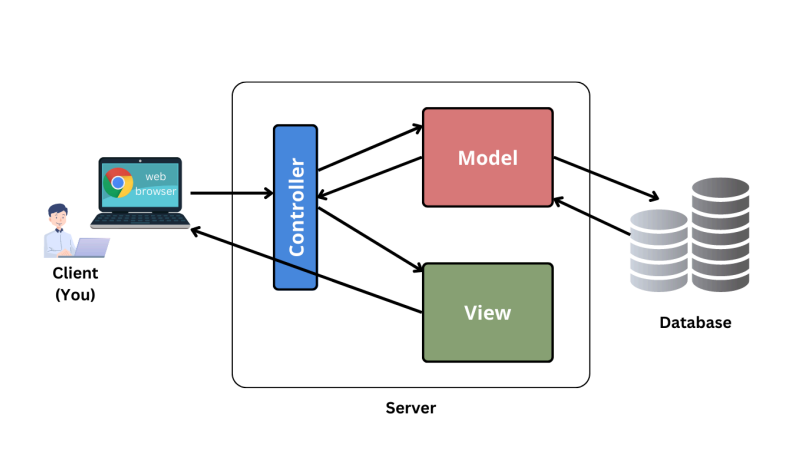 web
browser
Client
(You)
Controller
Model
View
Database
Server